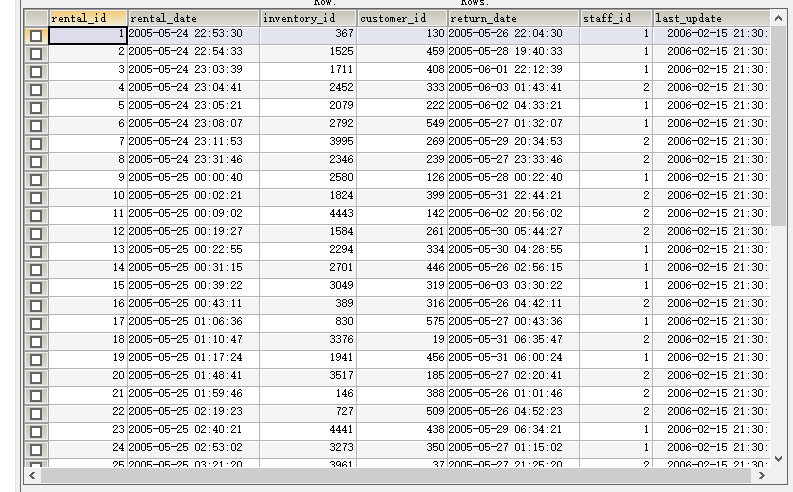 Row. Rows.
rental_id rental_date inventory_id customer_id return_date staff_id last_update
1 2005-05-24 22:53:30 367 130 2005-05-26 22:04:30 1 2006-02-15 21:30:
2 2005-05-24 22:54:33 1525 459 2005-05-28 19:40:33 1 2006-02-15 21:30:
3 2005-05-24 23:03:39 1711 408 2005-06-01 22:12:39 1 2006-02-15 21:30:
4 2005-05-24 23:04:41 2452 333 2005-06-03 01:43:41 2 2006-02-15 21:30:
5 2005-05-24 23:05:21 2079 222 2005-06-02 04:33:21 1 2006-02-15 21:30:
6 2005-05-24 23:08:07 2792 549 2005-05-27 01:32:07 1 2006-02-15 21:30:
7 2005-05-24 23:11:53 3995 269 2005-05-29 20:34:53 2 2006-02-15 21:30:
8 2005-05-24 23:31:46 2346 239 2005-05-27 23:33:46 2 2006-02-15 21:30:
9 2005-05-25 00:00:40 2580 126 2005-05-28 00:22:40 1 2006-02-15 21:30:
10 2005-05-25 00:02:21 1824 399 2005-05-31 22:44:21 2 2006-02-15 21:30:
11 2005-05-25 00:09:02 4443 142 2005-06-02 20:56:02 2 2006-02-15 21:30:
12 2005-05-25 00:19:27 1584 261 2005-05-30 05:44:27 2 2006-02-15 21:30:
13 2005-05-25 00:22:55 2294 334 2005-05-30 04:28:55 1 2006-02-15 21:30:
14 2005-05-25 00:31:15 2701 446 2005-05-26 02:56:15 1 2006-02-15 21:30:
15 2005-05-25 00:39:22 3049 319 2005-06-03 03:30:22 1 2006-02-15 21:30:
16 2005-05-25 00:43:11 389 316 2005-05-26 04:42:11 2 2006-02-15 21:30:
17 2005-05-25 01:06:36 830 575 2005-05-27 00:43:36 1 2006-02-15 21:30:
18 2005-05-25 01:10:47 3376 19 2005-05-31 06:35:47 2 2006-02-15 21:30:
19 2005-05-25 01:17:24 1941 456 2005-05-31 06:00:24 1 2006-02-15 21:30:
20 2005-05-25 01:48:41 3517 185 2005-05-27 02:20:41 2 2006-02-15 21:30:
21 2005-05-25 01:59:46 146 388 2005-05-26 01:01:46 2 2006-02-15 21:30:
22 2005-05-25 02:19:23 727 509 2005-05-26 04:52:23 2 2006-02-15 21:30:
23 2005-05-25 02:40:21 4441 438 2005-05-29 06:34:21 1 2006-02-15 21:30:
24 2005-05-25 02:53:02 3273 350 2005-05-27 01:15:02 1 2006-02-15 21:30:
25 2005-05-25 03:21:20 3961 37 2005-05-27 21:25:20 2 2006-02-15 21:30: